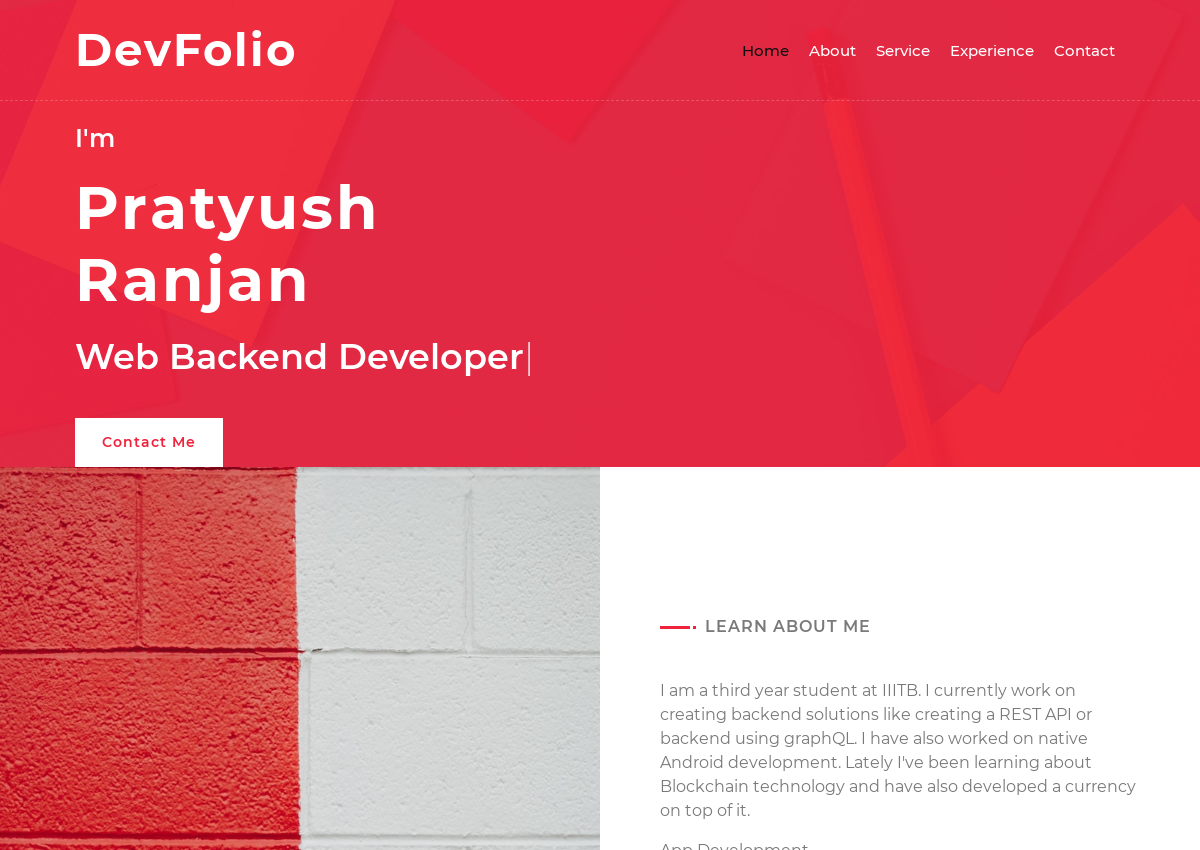 DevFolio
Home About Service Experience Contact
I'm
Pratyush
Ranjan
Web Backend Developer
Contact Me
LEARN ABOUT ME
I am a third year student at IIITB. I currently work on
creating backend solutions like creating a REST API or
backend using graphQL. I have also worked on native
Android development. Lately I've been learning about
Blockchain technology and have also developed a currency
on top of it.
App Development